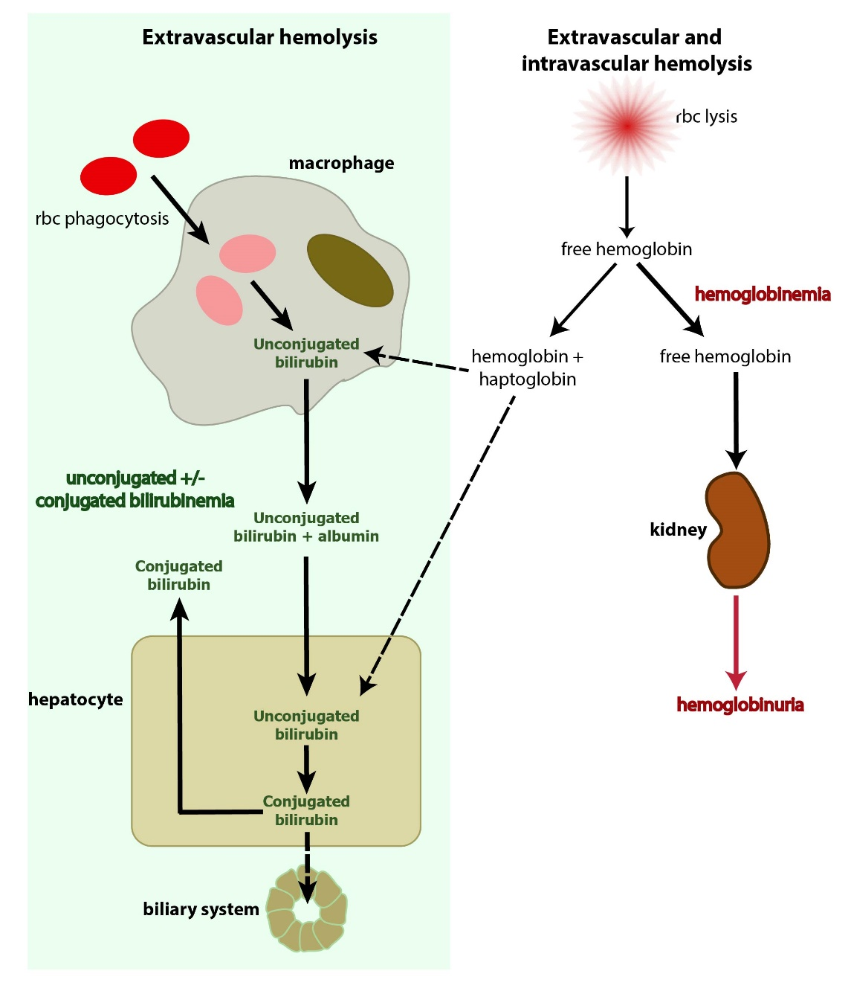 Extravascular hemolysis
rbc phagocytosis
macrophage
Unconjugated
bilirubin
unconjugated +/-
conjugated bilirubinemia
Unconjugated
bilirubin + albumin
Conjugated
bilirubin
hepatocyte
Unconjugated
bilirubin
Conjugated
bilirubin
biliary system
Extravascular and
intravascular hemolysis
rbc lysis
free hemoglobin
hemoglobinemia
hemoglobin +
haptoglobin
free hemoglobin
kidney
hemoglobinuria